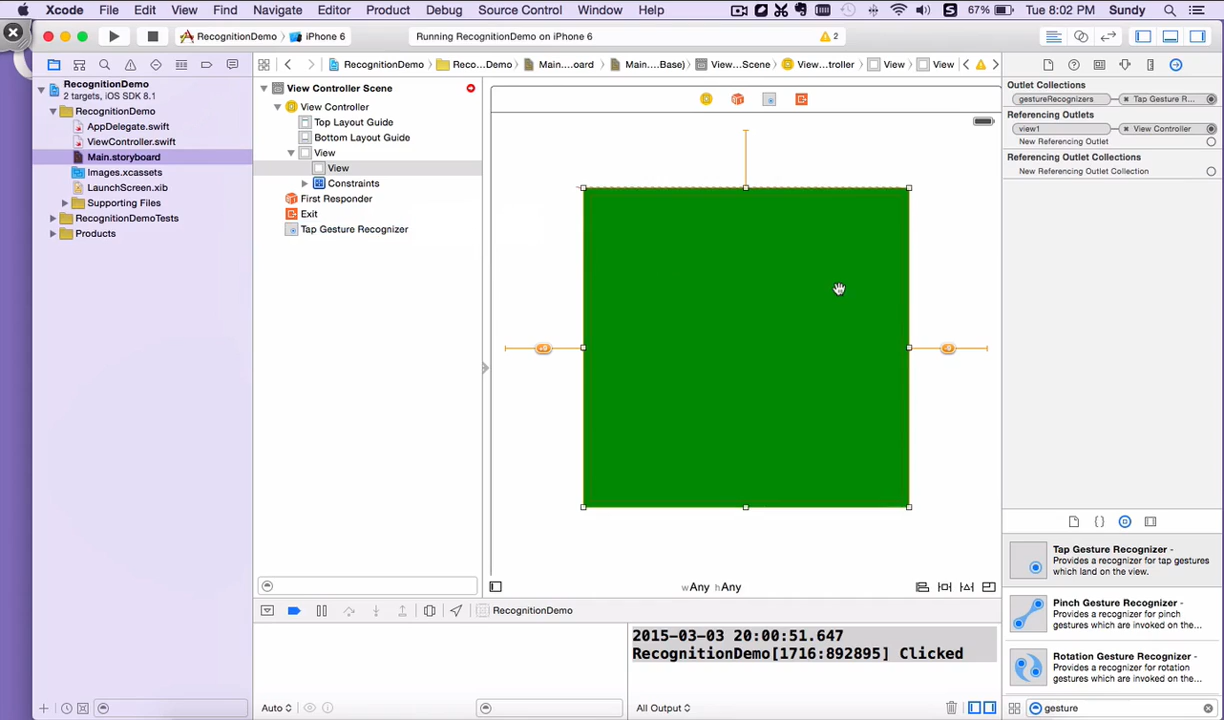 Xcode File Edit View Find Navigate Editor Product Debug Source Control Window Help 67% Tue 8:02 PM Sundy
RecognitionDemo iPhone 6 Running RecognitionDemo on iPhone 6 2
RecognitionDemo Reco...Demo Main....oard Main....Base) View...Scene View...troller View View
RecognitionDemo
2 targets, iOS SDK 8.1
RecognitionDemo
AppDelegate.swift
ViewController.swift
Main.storyboard
Images.xcassets
LaunchScreen.xib
Supporting Files
RecognitionDemoTests
Products
View Controller Scene
View Controller
Top Layout Guide
Bottom Layout Guide
View
View
Constraints
First Responder
Exit
Tap Gesture Recognizer
wAny hAny
Outlet Collections
gestureRecognizers Tap Gesture R...
Referencing Outlets
view1 View Controller
New Referencing Outlet
Referencing Outlet Collections
New Referencing Outlet Collection
Tap Gesture Recognizer -
Provides a recognizer for tap gestures
which land on the view.
Pinch Gesture Recognizer -
Provides a recognizer for pinch
gestures which are invoked on the...
Rotation Gesture Recognizer -
Provides a recognizer for rotation
gestures which are invoked on the...
gesture
RecognitionDemo
2015-03-03 20:00:51.647
RecognitionDemo[1716:892895] Clicked
Auto
All Output